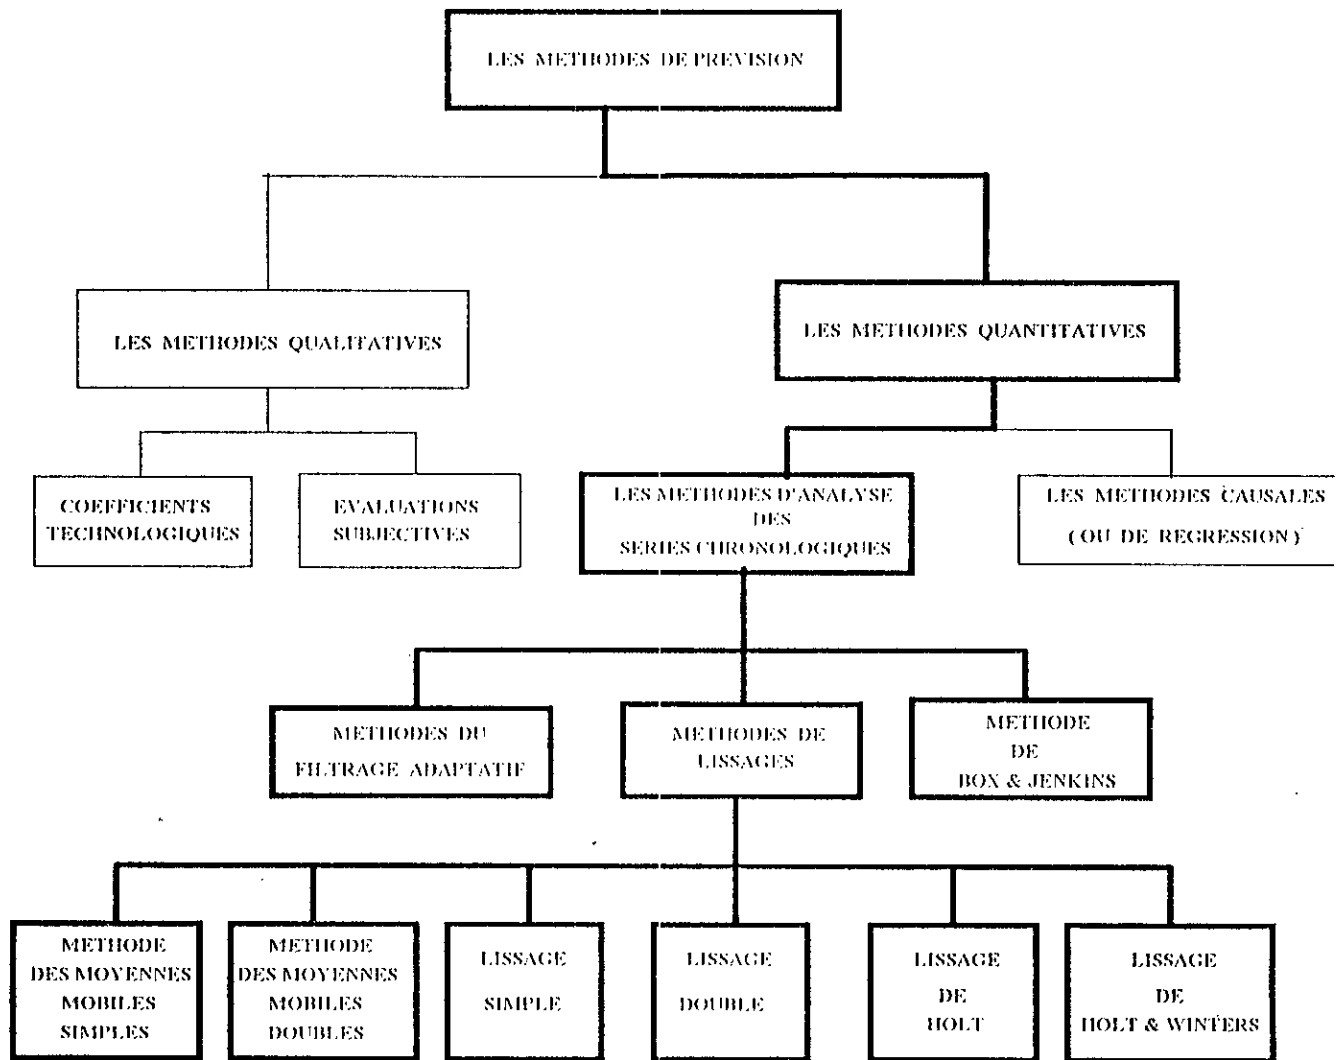 LES METHODES DE PREVISION
LES METHODES QUALITATIVES
LES METHODES QUANTITATIVES
COEFFICIENTS
TECHNOLOGIQUES
EVALUATIONS
SUBJECTIVES
LES METHODES D'ANALYSE
DES
SERIES CHRONOLOGIQUES
LES METHODES CAUSALES
(OU DE REGRESSION)
METHODES DU
FILTRAGE ADAPTATIF
METHODES DE
LISSAGES
METHODE
DE
BOX & JENKINS
METHODE
DES MOYENNES
MOBILES
SIMPLES
METHODE
DES MOYENNES
MOBILES
DOUBLES
LISSAGE
SIMPLE
LISSAGE
DOUBLE
LISSAGE
DE
HOLT
LISSAGE
DE
HOLT & WINTERS